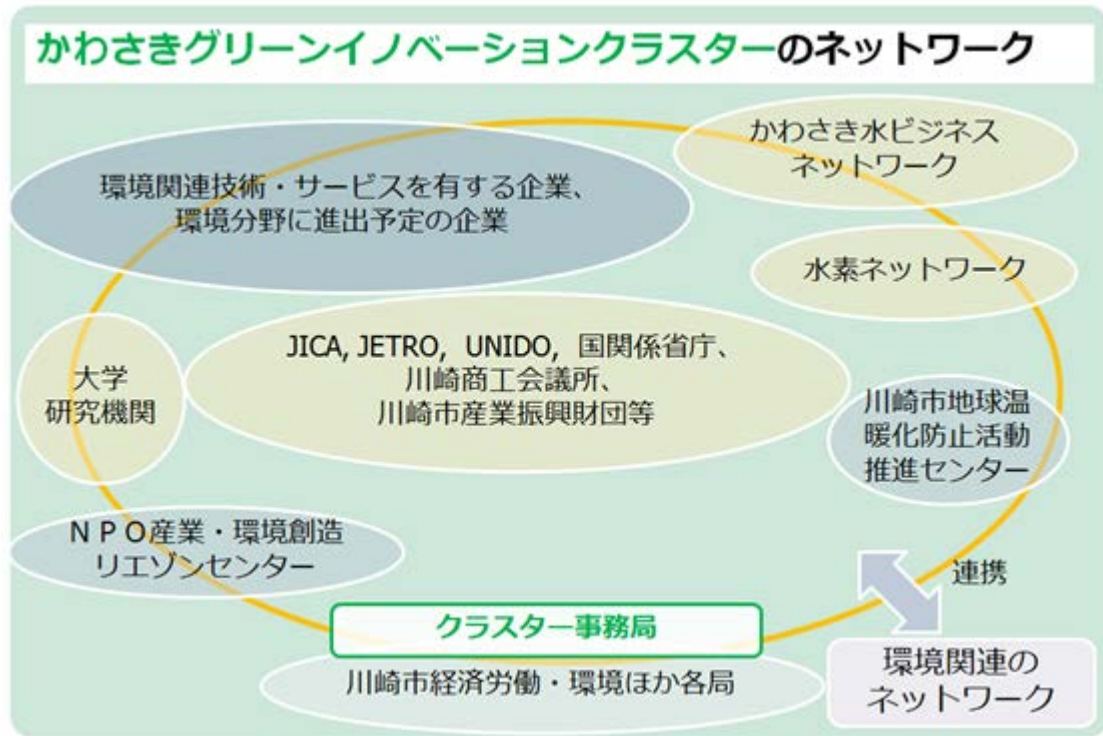 かわさきグリーンイノベーションクラスターのネットワーク
かわさき水ビジネス
ネットワーク
環境関連技術・サービスを有する企業、
環境分野に進出予定の企業
水素ネットワーク
JICA, JETRO, UNIDO, 国関係省庁、
川崎商工会議所、
川崎市産業振興財団等
大学
研究機関
川崎市地球温
暖化防止活動
推進センター
ＮＰＯ産業・環境創造
リエゾンセンター
連携
クラスター事務局
川崎市経済労働・環境ほか各局
環境関連の
ネットワーク